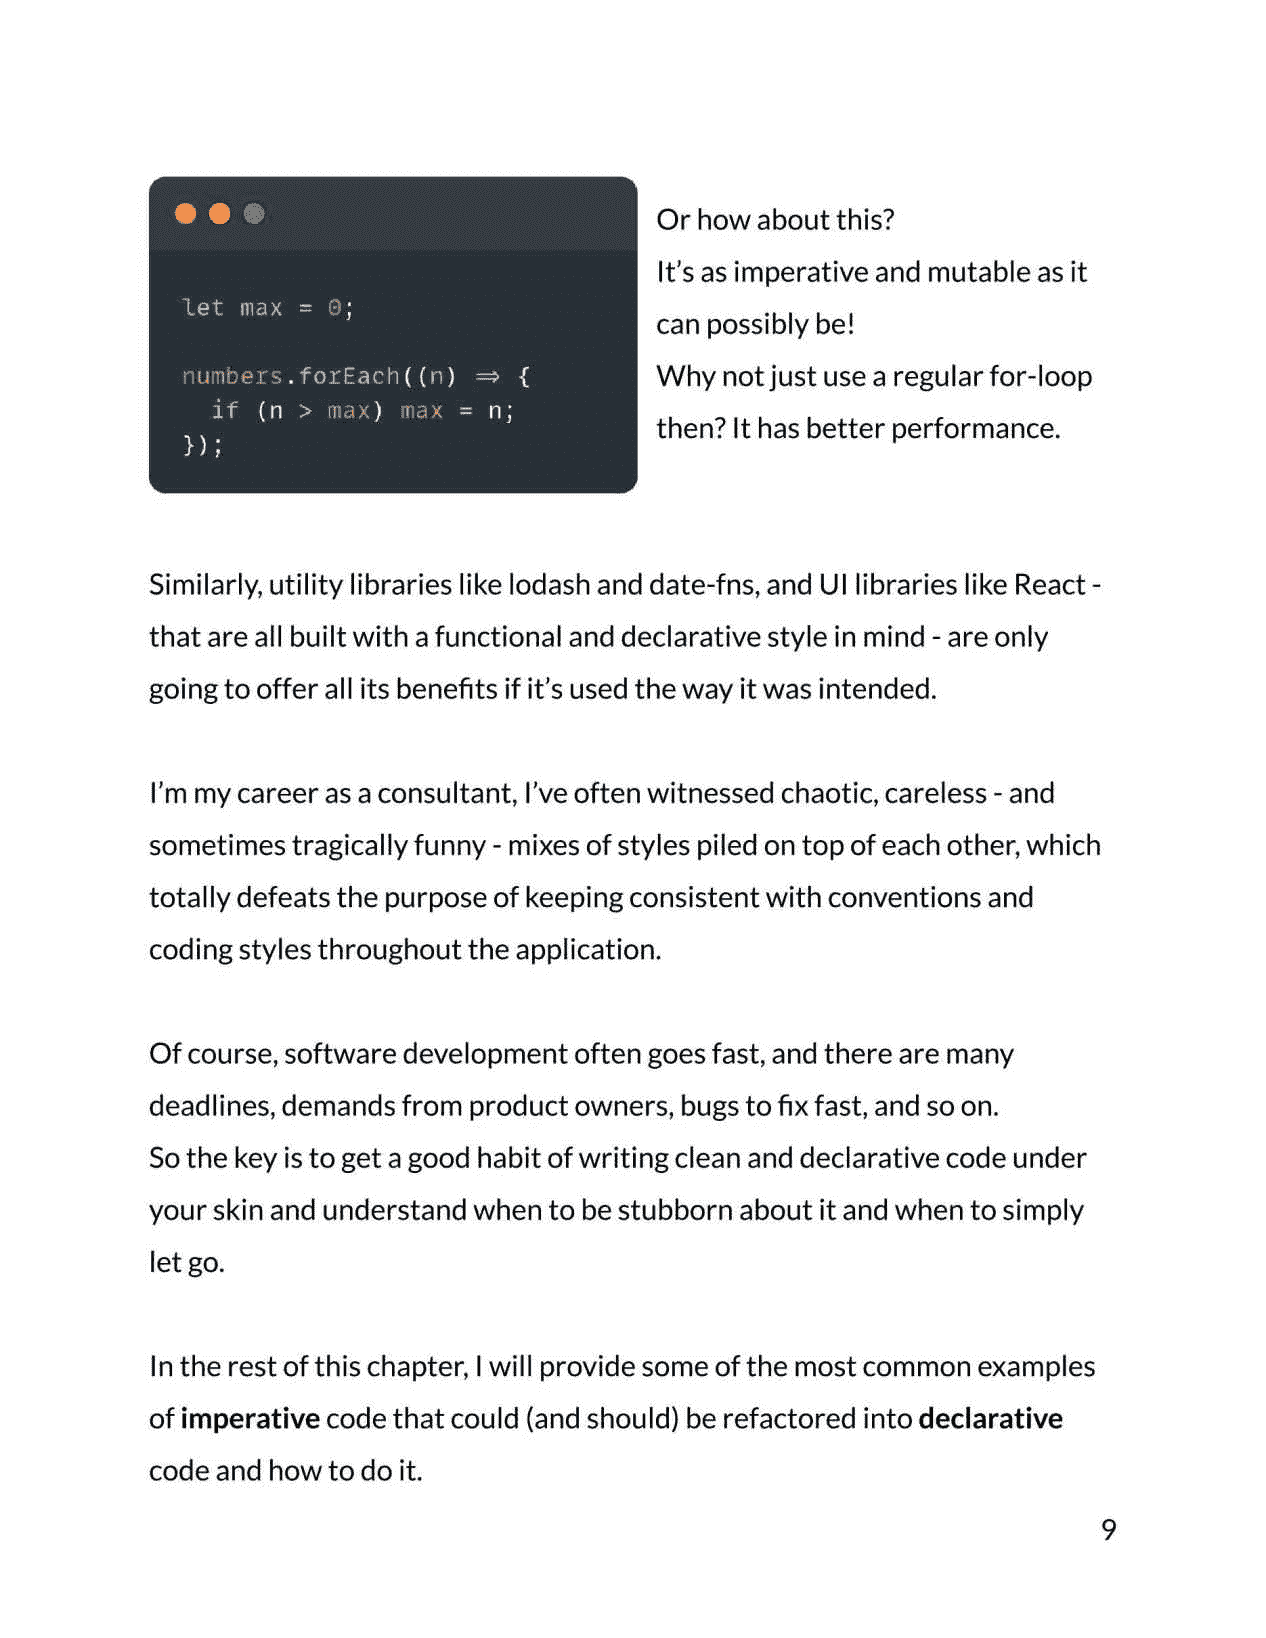 let max = 0;
numbers.forEach((n) ⇒ {
if (n > max) max = n;
});
Or how about this?
It’s as imperative and mutable as it
can possibly be!
Why not just use a regular for-loop
then? It has better performance.
Similarly, utility libraries like lodash and date-fns, and UI libraries like React -
that are all built with a functional and declarative style in mind - are only
going to offer all its benefits if it’s used the way it was intended.
I’m my career as a consultant, I’ve often witnessed chaotic, careless - and
sometimes tragically funny - mixes of styles piled on top of each other, which
totally defeats the purpose of keeping consistent with conventions and
coding styles throughout the application.
Of course, software development often goes fast, and there are many
deadlines, demands from product owners, bugs to fix fast, and so on.
So the key is to get a good habit of writing clean and declarative code under
your skin and understand when to be stubborn about it and when to simply
let go.
In the rest of this chapter, I will provide some of the most common examples
of imperative code that could (and should) be refactored into declarative
code and how to do it.
9